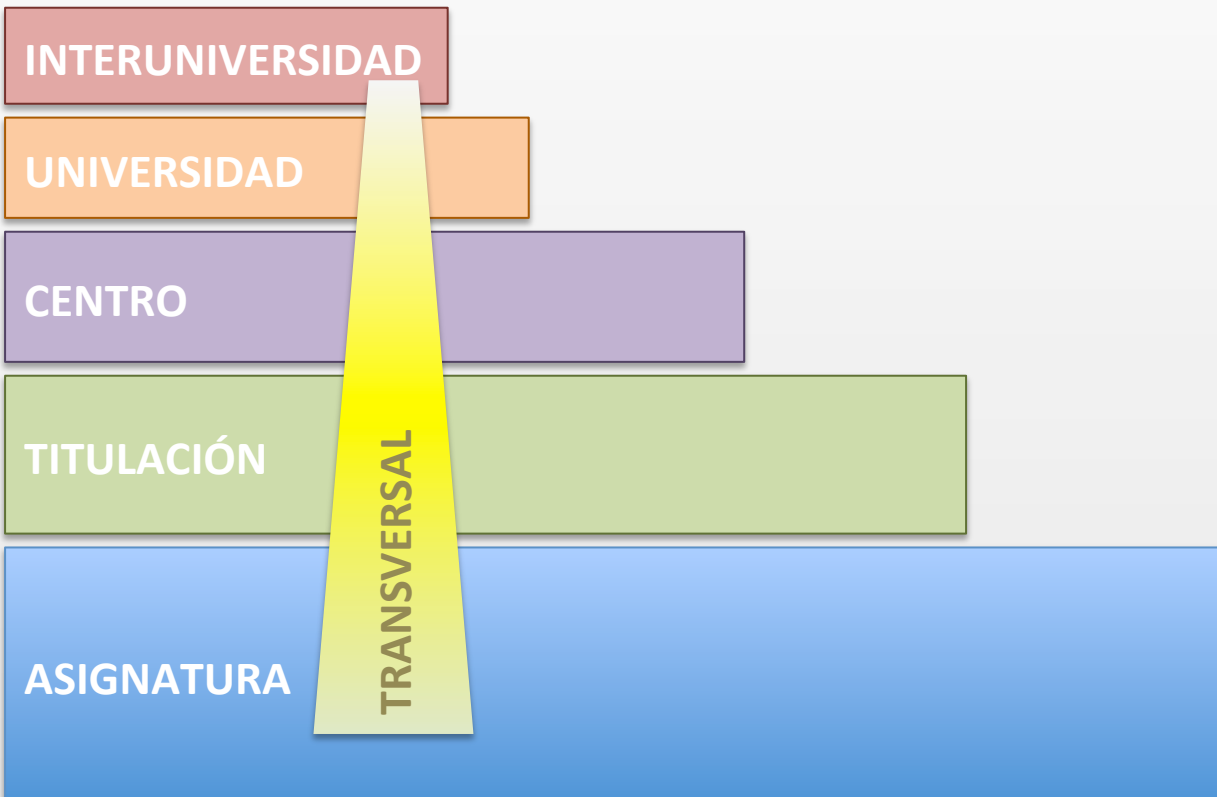 INTERUNIVERSIDAD
UNIVERSIDAD
CENTRO
TITULACIÓN
TRANSVERSAL
ASIGNATURA